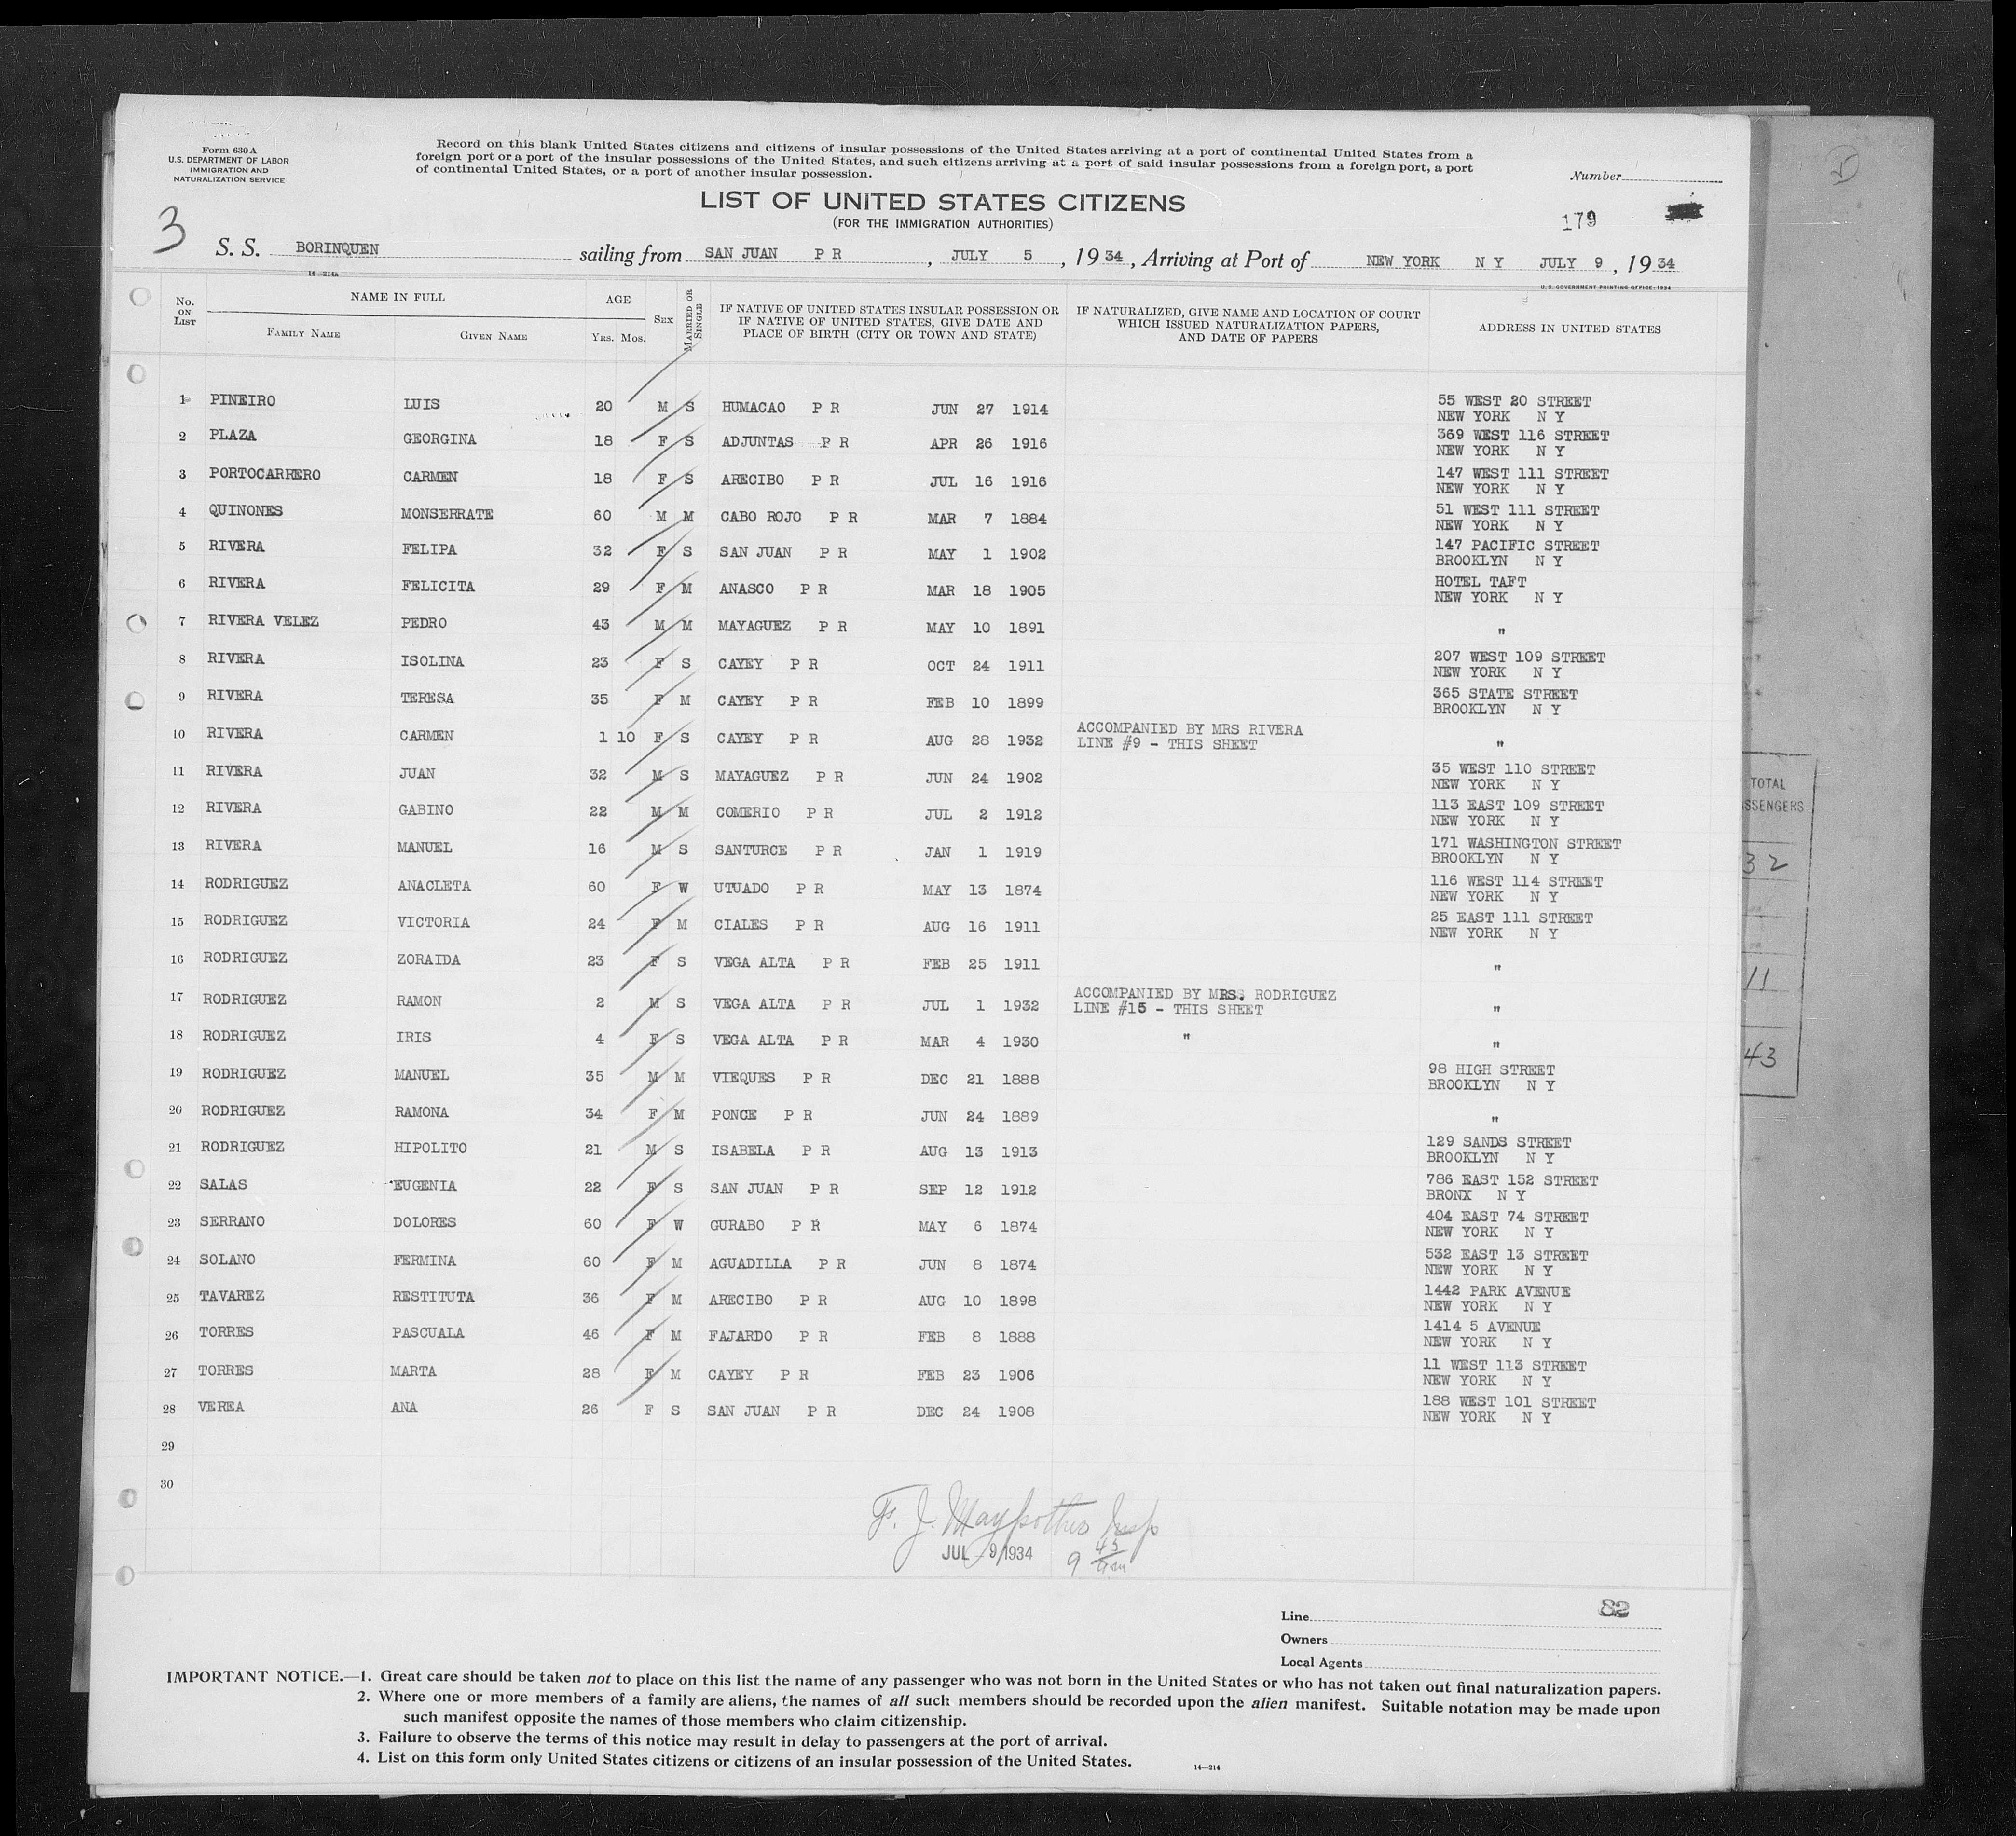 Form 630 A
U.S. DEPARTMENT OF LABOR
IMMIGRATION AND
NATURALIZATION SERVICE
Record on this blank United States citizens and citizens of insular possessions of the United States arriving at a port of continental United States from a
foreign port or a port of the insular possessions of the United States, and such citizens arriving at a port of said insular possessions from a foreign port, a port
of continental United States, or a port of another insular possession.
Number
LIST OF UNITED STATES CITIZENS
(FOR THE IMMIGRATION AUTHORITIES)
179
3
S. S. BORINQUEN sailing from SAN JUAN P R, JULY 5, 1934, Arriving at Port of NEW YORK N Y JULY 9, 1934
14—214a
U. S. GOVERNMENT PRINTING OFFICE: 1934
No. ON LIST
NAME IN FULL
FAMILY NAME GIVEN NAME
AGE
YRS. MOS.
SEX
MARRIED OR SINGLE
IF NATIVE OF UNITED STATES INSULAR POSSESSION OR
IF NATIVE OF UNITED STATES, GIVE DATE AND
PLACE OF BIRTH (CITY OR TOWN AND STATE)
IF NATURALIZED, GIVE NAME AND LOCATION OF COURT
WHICH ISSUED NATURALIZATION PAPERS,
AND DATE OF PAPERS
ADDRESS IN UNITED STATES
1 PINEIRO LUIS 20 M S HUMACAO P R JUN 27 1914 55 WEST 20 STREET
NEW YORK N Y
2 PLAZA GEORGINA 18 F S ADJUNTAS P R APR 26 1916 369 WEST 116 STREET
NEW YORK N Y
3 PORTOCARRERO CARMEN 18 F S ARECIBO P R JUL 16 1916 147 WEST 111 STREET
NEW YORK N Y
4 QUINONES MONSERRATE 60 M M CABO ROJO P R MAR 7 1884 51 WEST 111 STREET
NEW YORK N Y
5 RIVERA FELIPA 32 F S SAN JUAN P R MAY 1 1902 147 PACIFIC STREET
BROOKLYN N Y
6 RIVERA FELICITA 29 F M ANASCO P R MAR 18 1905 HOTEL TAFT
NEW YORK N Y
7 RIVERA VELEZ PEDRO 43 M M MAYAGUEZ P R MAY 10 1891 "
8 RIVERA ISOLINA 23 F S CAYEY P R OCT 24 1911 207 WEST 109 STREET
NEW YORK N Y
9 RIVERA TERESA 35 F M CAYEY P R FEB 10 1899 365 STATE STREET
BROOKLYN N Y
10 RIVERA CARMEN 1 10 F S CAYEY P R AUG 28 1932 ACCOMPANIED BY MRS RIVERA
LINE #9 - THIS SHEET "
11 RIVERA JUAN 32 M S MAYAGUEZ P R JUN 24 1902 35 WEST 110 STREET
NEW YORK N Y
12 RIVERA GABINO 22 M M COMERIO P R JUL 2 1912 113 EAST 109 STREET
NEW YORK N Y
13 RIVERA MANUEL 16 M S SANTURCE P R JAN 1 1919 171 WASHINGTON STREET
BROOKLYN N Y
14 RODRIGUEZ ANACLETA 60 F W UTUADO P R MAY 13 1874 116 WEST 114 STREET
NEW YORK N Y
15 RODRIGUEZ VICTORIA 24 F M CIALES P R AUG 16 1911 25 EAST 111 STREET
NEW YORK N Y
16 RODRIGUEZ ZORAIDA 23 F S VEGA ALTA P R FEB 25 1911 "
17 RODRIGUEZ RAMON 2 M S VEGA ALTA P R JUL 1 1932 ACCOMPANIED BY MRS. RODRIGUEZ
LINE #15 - THIS SHEET "
18 RODRIGUEZ IRIS 4 F S VEGA ALTA P R MAR 4 1930 " "
19 RODRIGUEZ MANUEL 35 M M VIEQUES P R DEC 21 1888 98 HIGH STREET
BROOKLYN N Y
20 RODRIGUEZ RAMONA 34 F M PONCE P R JUN 24 1889 "
21 RODRIGUEZ HIPOLITO 21 M S ISABELA P R AUG 13 1913 129 SANDS STREET
BROOKLYN N Y
22 SALAS EUGENIA 22 F S SAN JUAN P R SEP 12 1912 786 EAST 152 STREET
BRONX N Y
23 SERRANO DOLORES 60 F W GURABO P R MAY 6 1874 404 EAST 74 STREET
NEW YORK N Y
24 SOLANO FERMINA 60 F M AGUADILLA P R JUN 8 1874 532 EAST 13 STREET
NEW YORK N Y
25 TAVAREZ RESTITUTA 36 F M ARECIBO P R AUG 10 1898 1442 PARK AVENUE
NEW YORK N Y
26 TORRES PASCUALA 46 F M FAJARDO P R FEB 8 1888 1414 5 AVENUE
NEW YORK N Y
27 TORRES MARTA 28 F M CAYEY P R FEB 23 1906 11 WEST 113 STREET
NEW YORK N Y
28 VEREA ANA 26 F S SAN JUAN P R DEC 24 1908 188 WEST 101 STREET
NEW YORK N Y
29
30
TOTAL
SSENGERS
32
11
43
F. J. Insp
JUL - 9 1934 9 45 am
82
Line
Owners
Local Agents
IMPORTANT NOTICE.—1. Great care should be taken not to place on this list the name of any passenger who was not born in the United States or who has not taken out final naturalization papers.
2. Where one or more members of a family are aliens, the names of all such members should be recorded upon the alien manifest. Suitable notation may be made upon
such manifest opposite the names of those members who claim citizenship.
3. Failure to observe the terms of this notice may result in delay to passengers at the port of arrival.
4. List on this form only United States citizens or citizens of an insular possession of the United States.
14—214